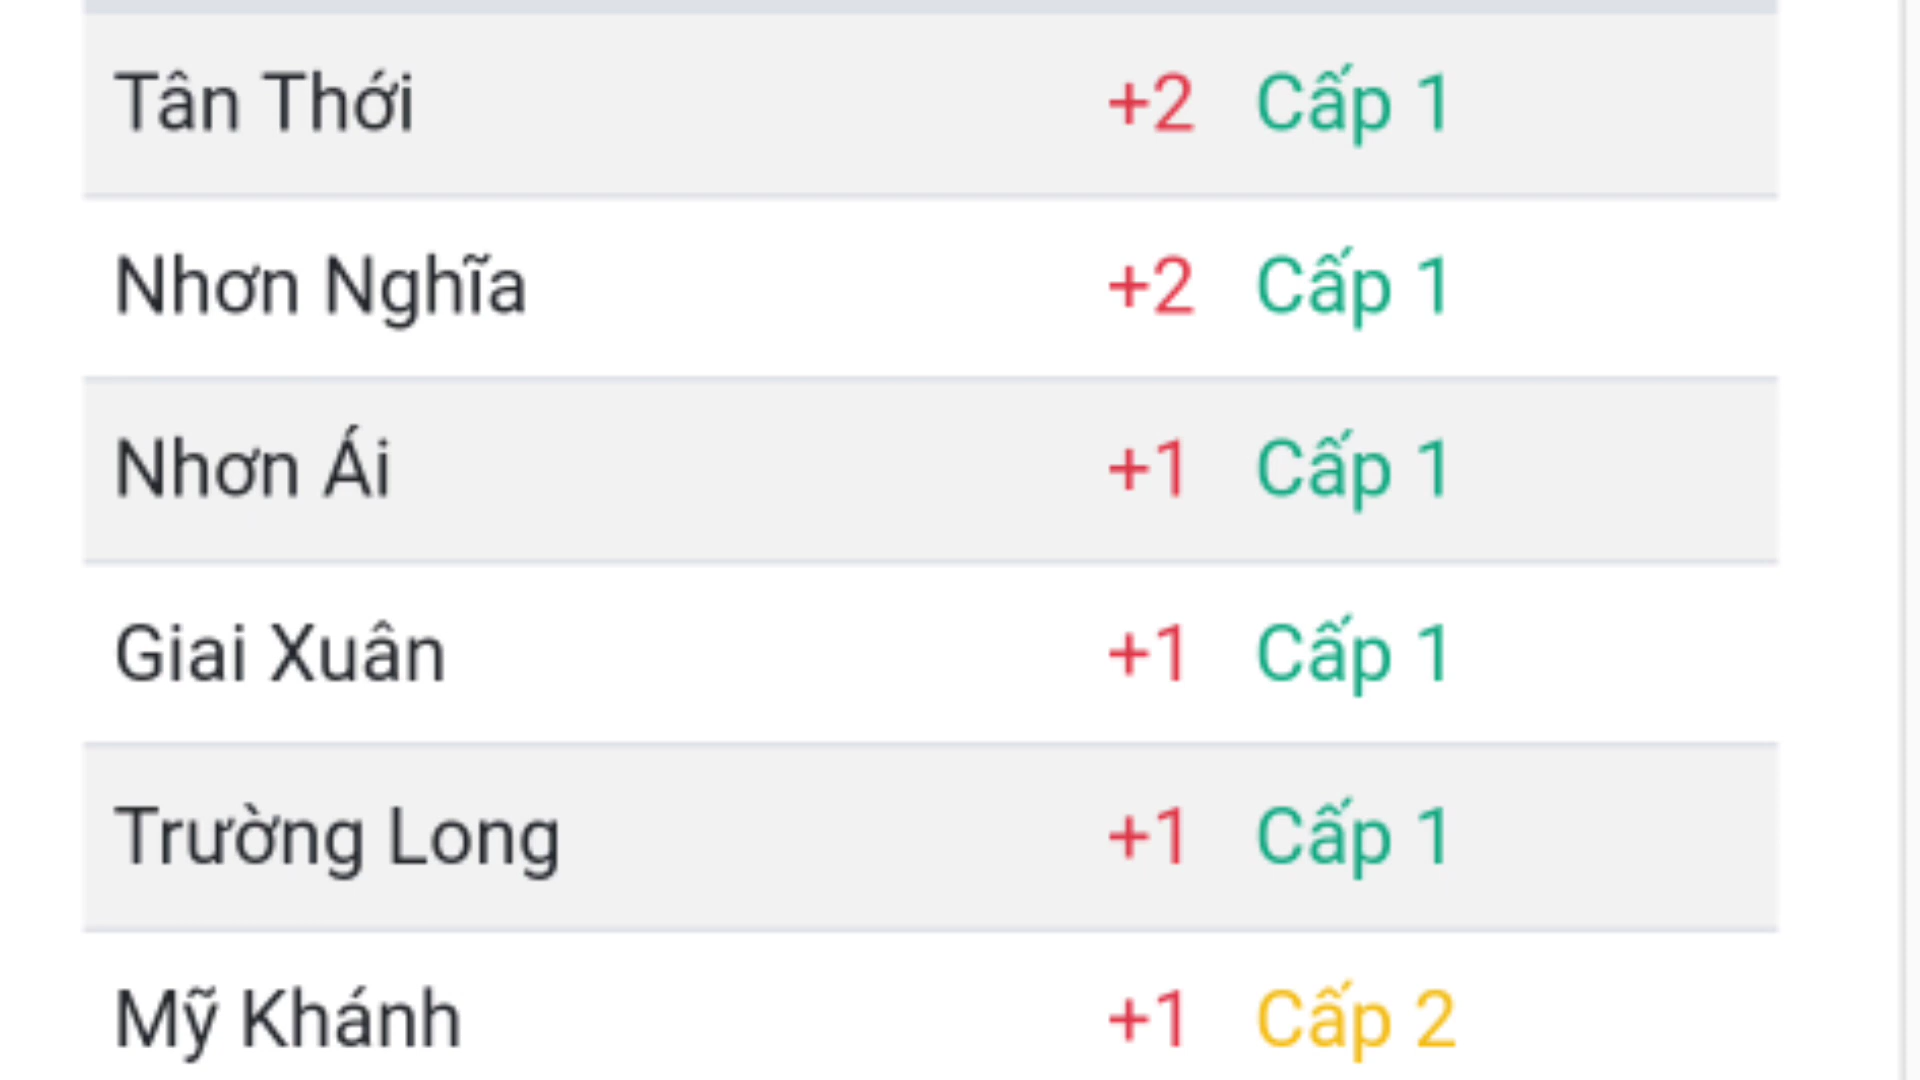 Tân Thới +2 Cấp 1
Nhơn Nghĩa +2 Cấp 1
Nhơn Ái +1 Cấp 1
Giai Xuân +1 Cấp 1
Trường Long +1 Cấp 1
Mỹ Khánh +1 Cấp 2